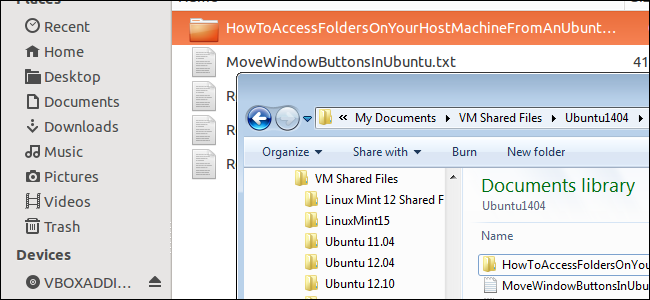 Recent
Home
Desktop
Documents
Downloads
Music
Pictures
Videos
Trash
Devices
VBOXADDI...
HowToAccessFoldersOnYourHostMachineFromAnUbunt...
MoveWindowButtonsInUbuntu.txt
41
R
R
R
My Documents
VM Shared Files
Ubuntu1404
Organize
Share with
Burn
New folder
VM Shared Files
Linux Mint 12 Shared F
LinuxMint15
Ubuntu 11.04
Ubuntu 12.04
Ubuntu 12.10
Documents library
Ubuntu1404
Name
HowToAccessFoldersOnYou
MoveWindowButtonsInUbu